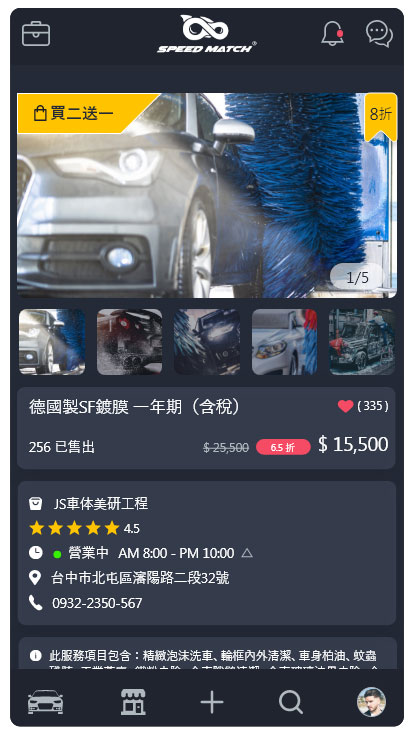 SPEED MATCH®
買二送一
8折
1/5
德國製SF鍍膜 一年期（含稅）
(335)
256 已售出
$ 25,500
6.5 折
$ 15,500
JS車体美研工程
4.5
營業中 AM 8:00 - PM 10:00
台中市北屯區瀋陽路二段32號
0932-2350-567
此服務項目包含：精緻泡沫洗車、輪框內外清潔、車身柏油、蚊蟲